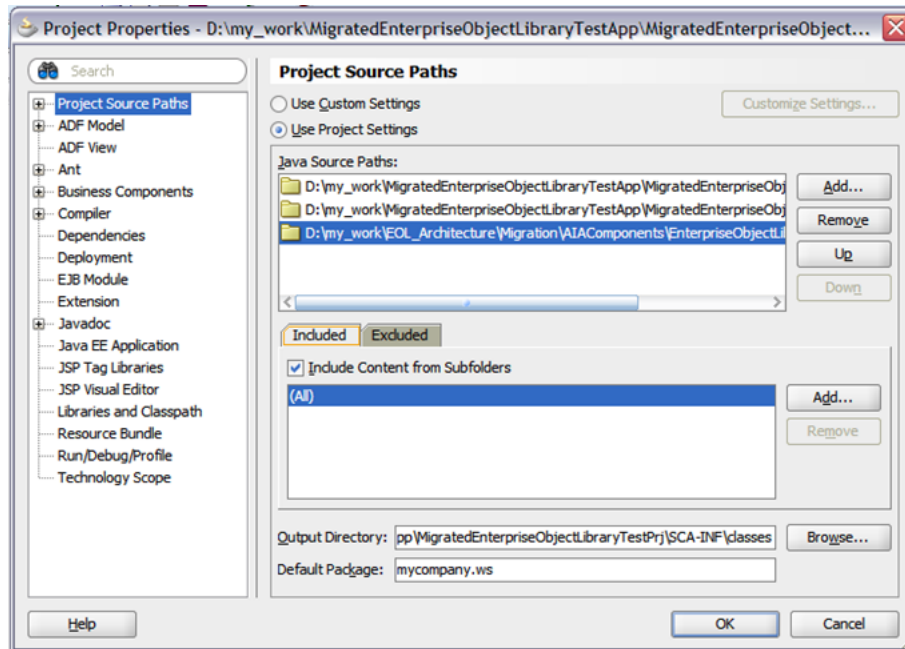 Project Properties - D:\my_work\MigratedEnterpriseObjectLibraryTestApp\MigratedEnterpriseObject...
Search
Project Source Paths
ADF Model
ADF View
Ant
Business Components
Compiler
Dependencies
Deployment
EJB Module
Extension
Javadoc
Java EE Application
JSP Tag Libraries
JSP Visual Editor
Libraries and Classpath
Resource Bundle
Run/Debug/Profile
Technology Scope
Project Source Paths
Use Custom Settings
Customize Settings...
Use Project Settings
Java Source Paths:
D:\my_work\MigratedEnterpriseObjectLibraryTestApp\MigratedEnterpriseObj
D:\my_work\MigratedEnterpriseObjectLibraryTestApp\MigratedEnterpriseObj
D:\my_work\EOL_Architecture\Migration\AIAComponents\EnterpriseObjectLi
Add...
Remove
Up
Down
Included
Excluded
Include Content from Subfolders
(All)
Add...
Remove
Output Directory: pp\MigratedEnterpriseObjectLibraryTestPrj\SCA-INF\classes
Browse...
Default Package: mycompany.ws
Help
OK
Cancel